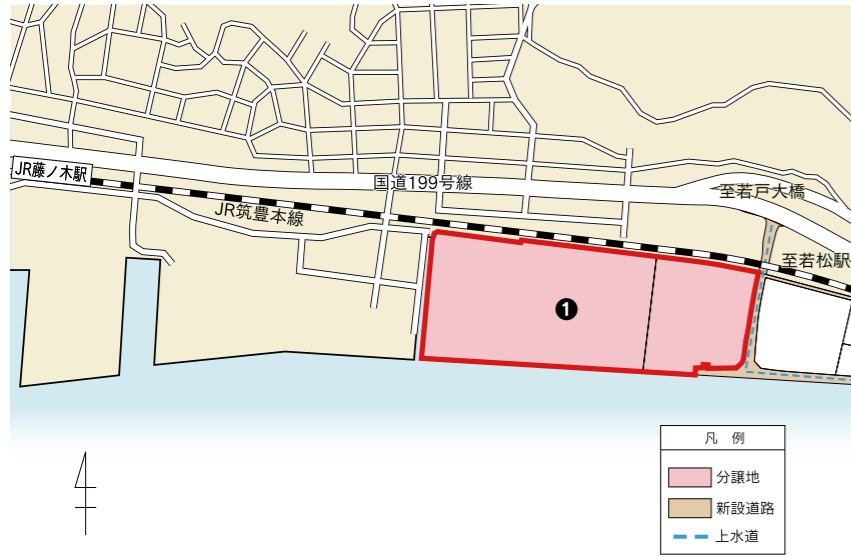 JR藤ノ木駅
国道199号線
至若戸大橋
JR筑豊本線
至若松駅
❶
凡 例
分譲地
新設道路
上水道